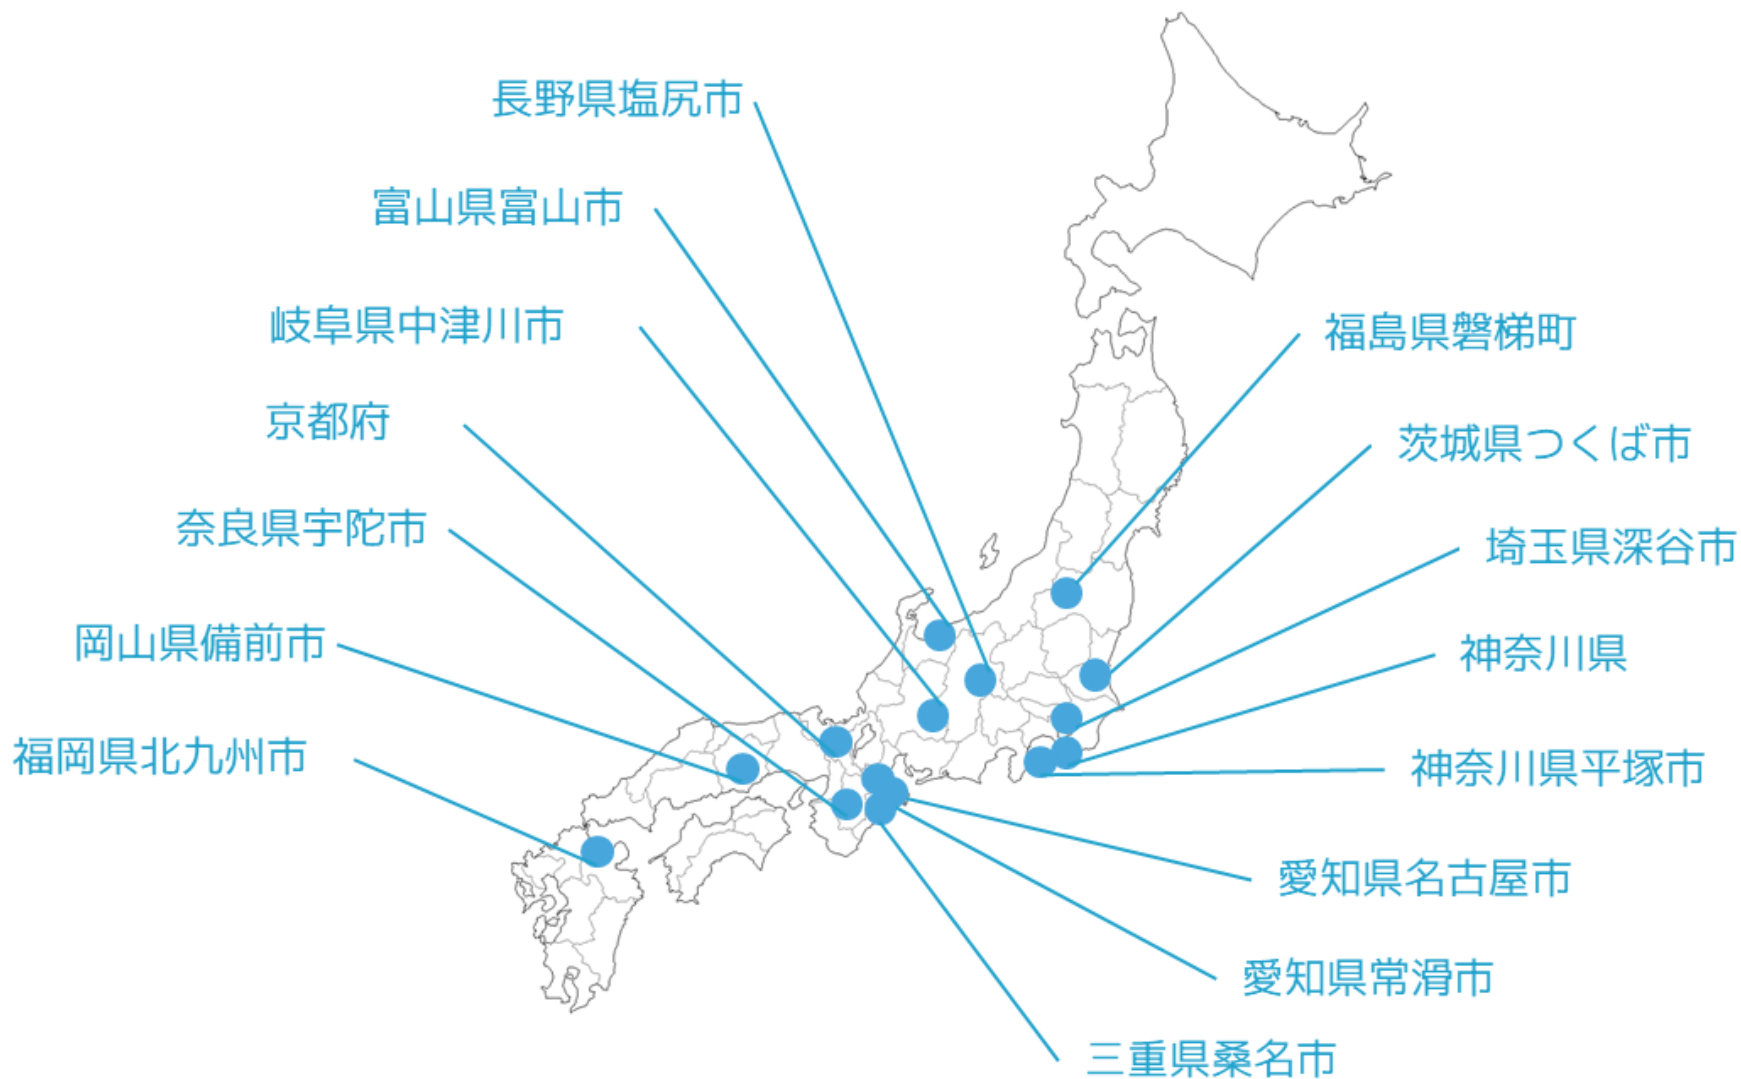 長野県塩尻市
富山県富山市
岐阜県中津川市
京都府
奈良県宇陀市
岡山県備前市
福岡県北九州市
福島県磐梯町
茨城県つくば市
埼玉県深谷市
神奈川県
神奈川県平塚市
愛知県名古屋市
愛知県常滑市
三重県桑名市